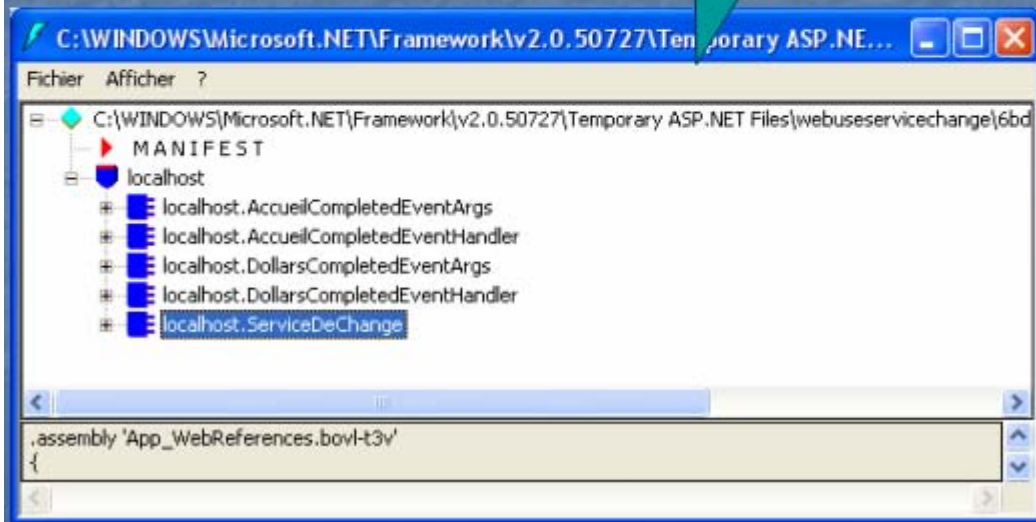 C:\WINDOWS\Microsoft.NET\Framework\v2.0.50727\Temporary ASP.NE...
Fichier Afficher ?
C:\WINDOWS\Microsoft.NET\Framework\v2.0.50727\Temporary ASP.NET Files\webuseservicechange\6bd
MANIFEST
localhost
localhost.AccueilCompletedEventArgs
localhost.AccueilCompletedEventHandler
localhost.DollarsCompletedEventArgs
localhost.DollarsCompletedEventHandler
localhost.ServiceDeChange
.assembly 'App_WebReferences.bovl-t3v'
{